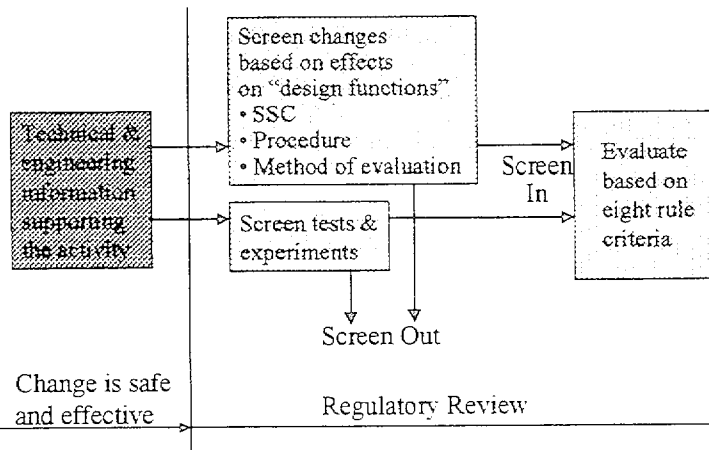 Screen changes
based on effects
on “design functions”
• SSC
• Procedure
• Method of evaluation
Technical &
engineering
information
supporting
the activity
Screen tests &
experiments
Screen
In
Evaluate
based on
eight rule
criteria
Screen Out
Change is safe
and effective
Regulatory Review